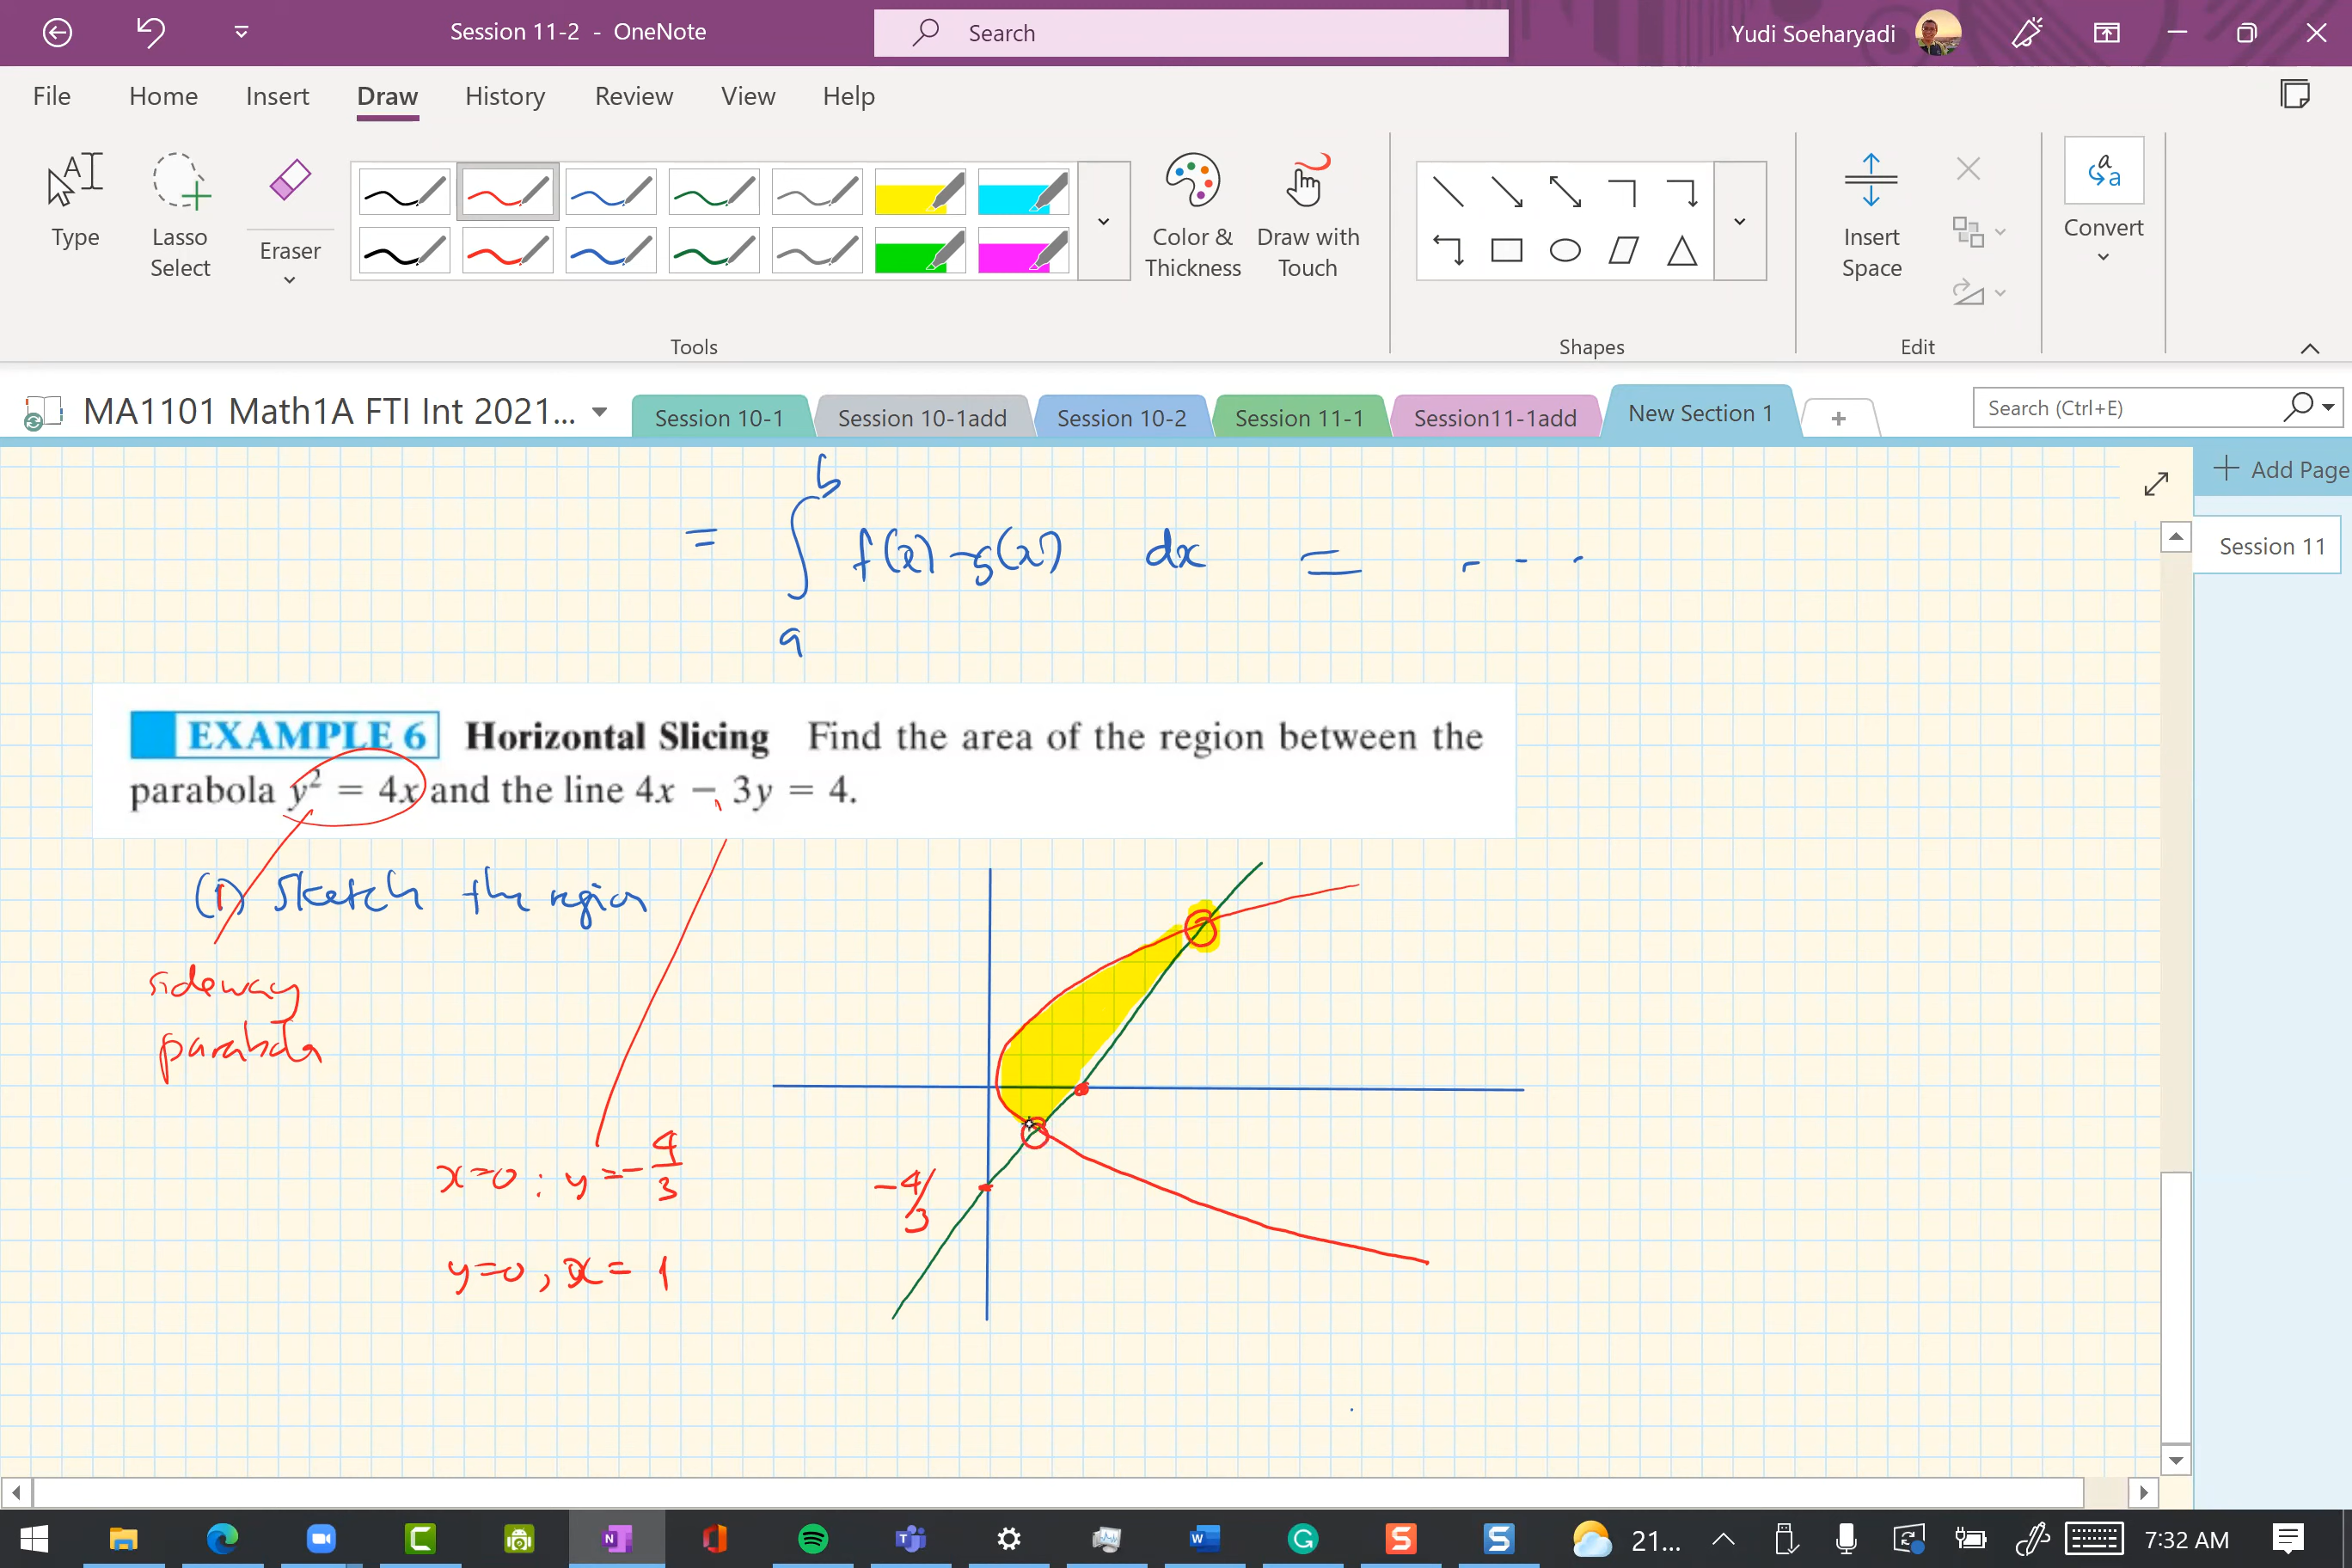 Session 11-2 - OneNote
Search
Yudi Soeharyadi
File Home Insert Draw History Review View Help
Type
Lasso Select
Eraser
Color & Thickness
Draw with Touch
Insert Space
Convert
Tools
Shapes
Edit
MA1101 Math1A FTI Int 2021...
Session 10-1
Session 10-1add
Session 10-2
Session 11-1
Session11-1add
New Section 1
Search (Ctrl+E)
Add Page
Session 11
= ∫ₐᵇ f(x) - g(x) dx = ....
EXAMPLE 6 Horizontal Slicing Find the area of the region between the
parabola y² = 4x and the line 4x − 3y = 4.
(1) Sketch the region
sideway
parabola
x=0 : y = -4/3
y=0, x = 1
-4/3
21...
7:32 AM